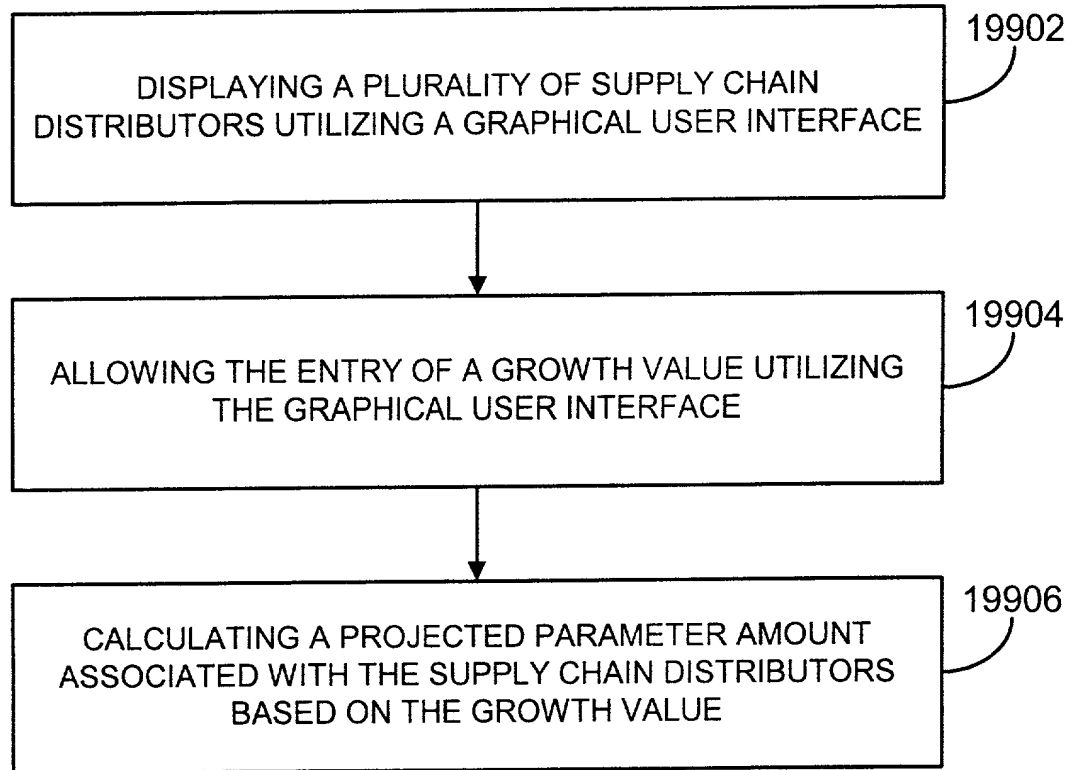 19902
DISPLAYING A PLURALITY OF SUPPLY CHAIN
DISTRIBUTORS UTILIZING A GRAPHICAL USER INTERFACE
19904
ALLOWING THE ENTRY OF A GROWTH VALUE UTILIZING
THE GRAPHICAL USER INTERFACE
19906
CALCULATING A PROJECTED PARAMETER AMOUNT
ASSOCIATED WITH THE SUPPLY CHAIN DISTRIBUTORS
BASED ON THE GROWTH VALUE